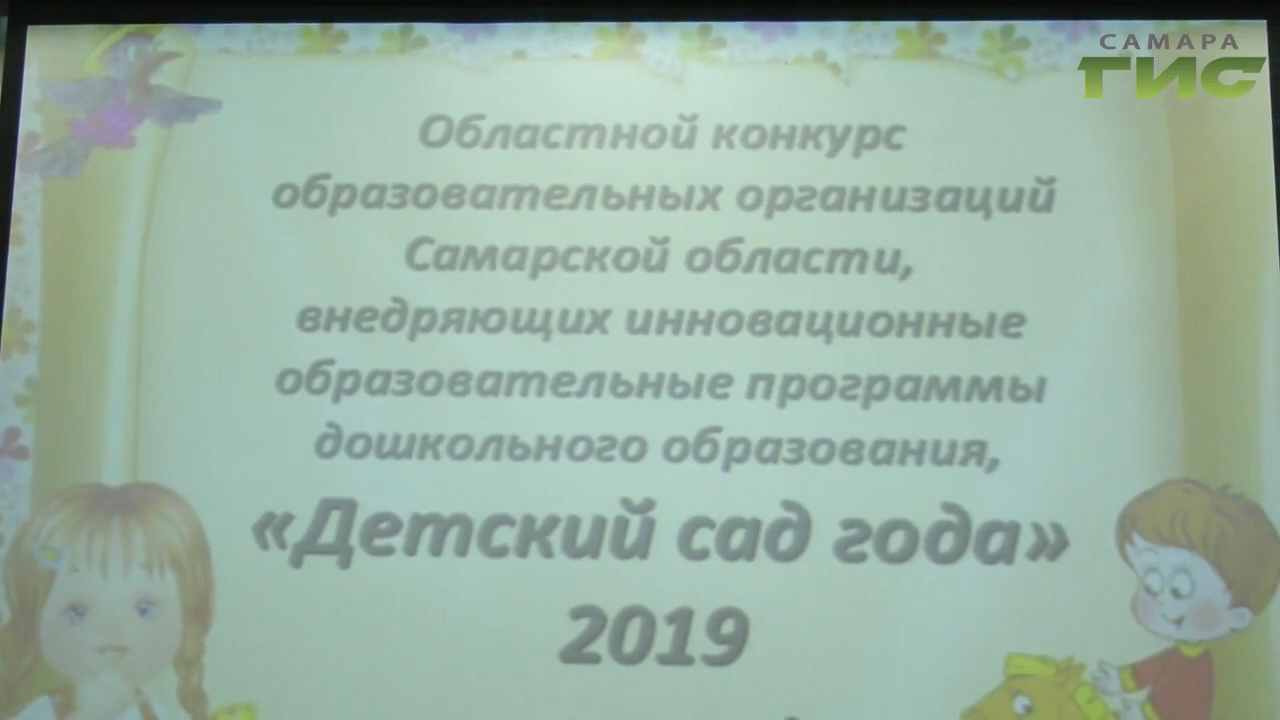 САМАРА
ГИС
Областной конкурс
образовательных организаций
Самарской области,
внедряющих инновационные
образовательные программы
дошкольного образования,
«Детский сад года»
2019